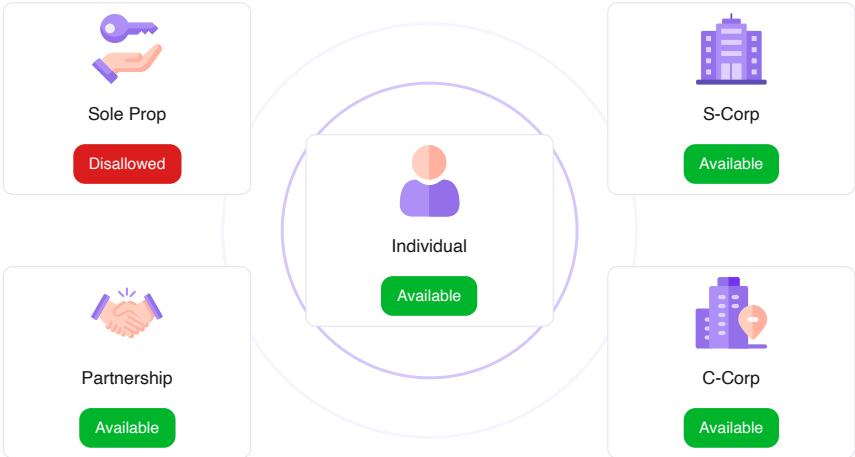 Sole Prop
Disallowed
S-Corp
Available
Individual
Available
Partnership
Available
C-Corp
Available